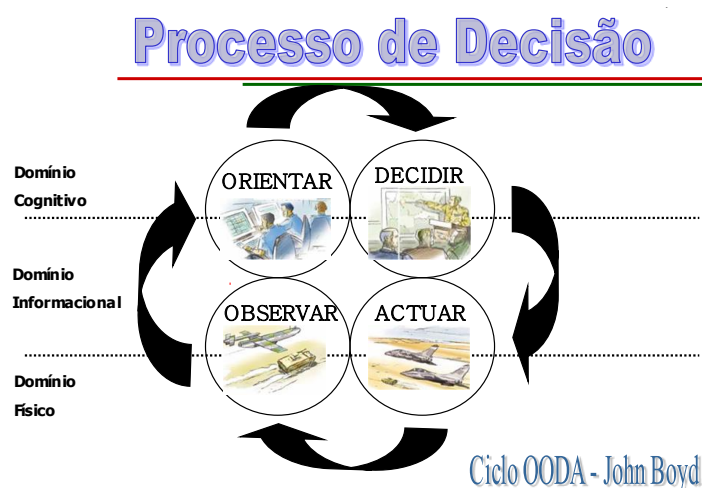 Processo de Decisão
Domínio
Cognitivo
ORIENTAR
DECIDIR
Domínio
Informacional
OBSERVAR
ACTUAR
Domínio
Físico
Ciclo OODA - John Boyd